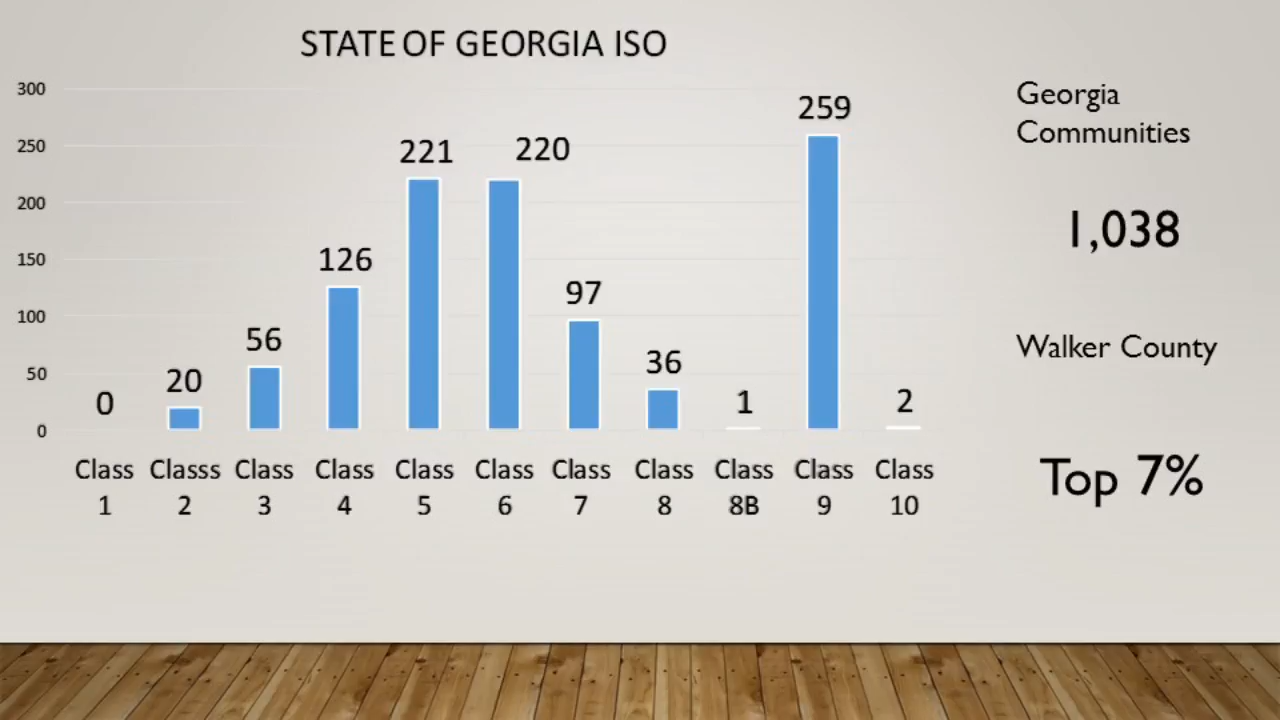 STATE OF GEORGIA ISO
300
250
200
150
100
50
0
0
20
56
126
221
220
97
36
1
259
2
Class 1
Classs 2
Class 3
Class 4
Class 5
Class 6
Class 7
Class 8
Class 8B
Class 9
Class 10
Georgia
Communities
1,038
Walker County
Top 7%